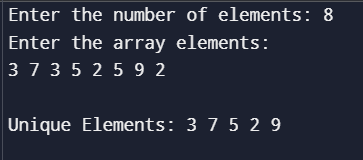 Enter the number of elements: 8
Enter the array elements:
3 7 3 5 2 5 9 2
Unique Elements: 3 7 5 2 9